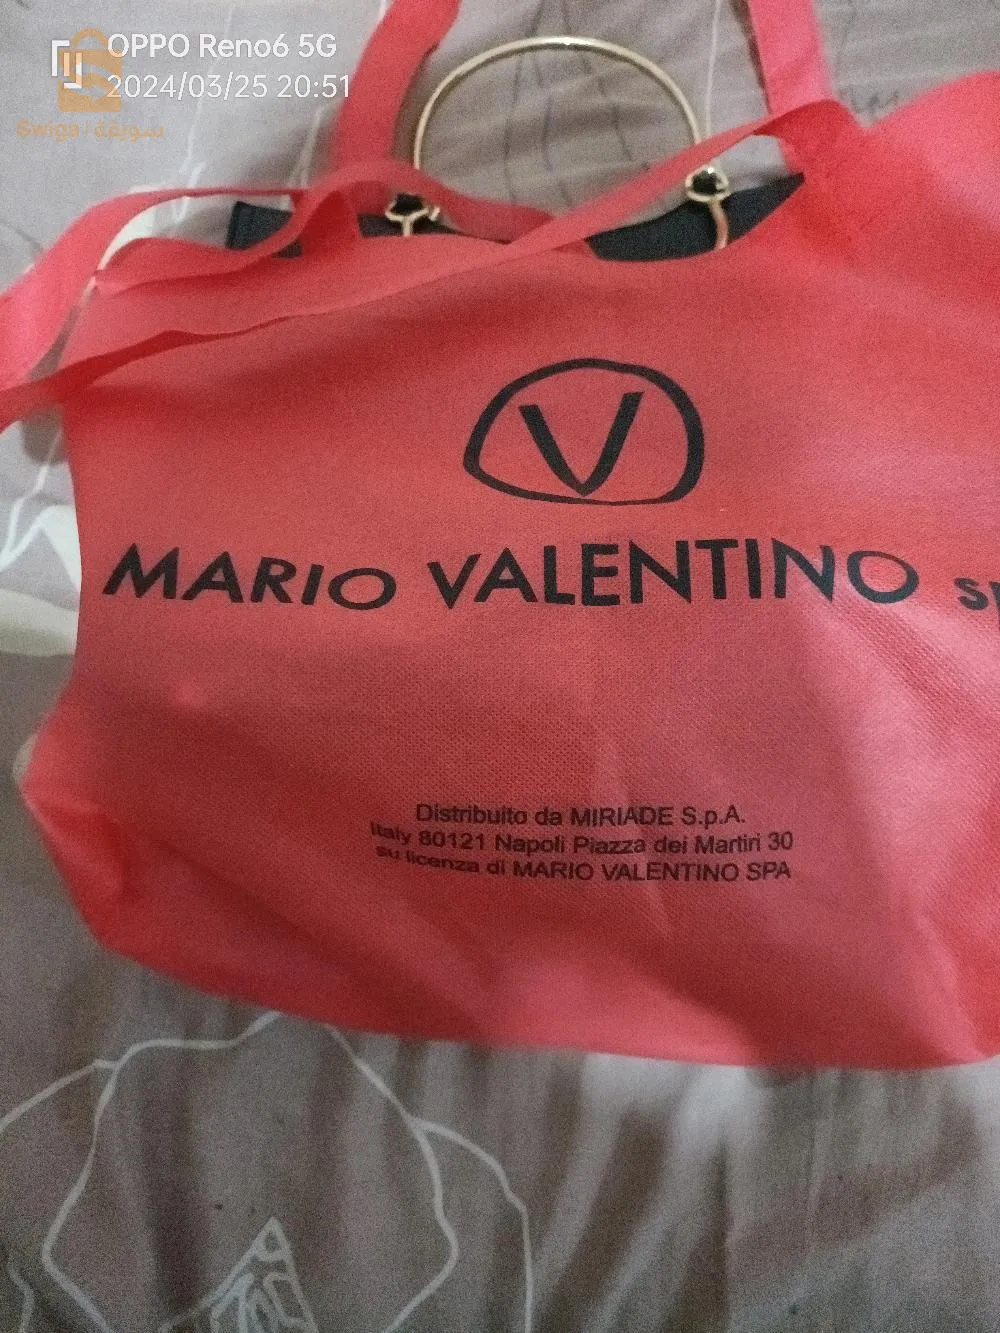 OPPO Reno6 5G
2024/03/25 20:51
Swiga | سويقة
V
MARIO VALENTINO
Distribuito da MIRIADE S.p.A.
Italy 80121 Napoli Piazza dei Martiri 30
su licenza di MARIO VALENTINO SPA